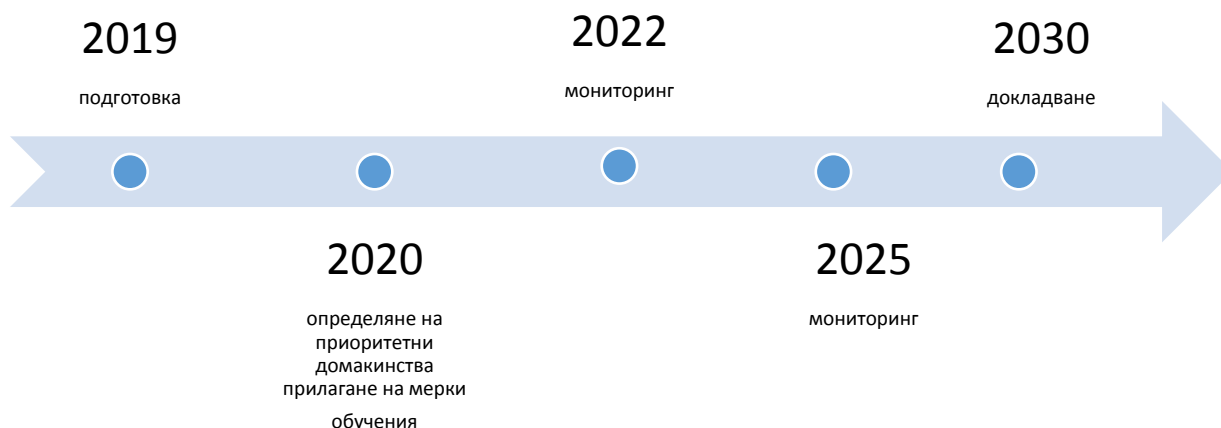 2019
подготовка
2020
определяне на
приоритетни
домакинства
прилагане на мерки
обучения
2022
мониторинг
2025
мониторинг
2030
докладване